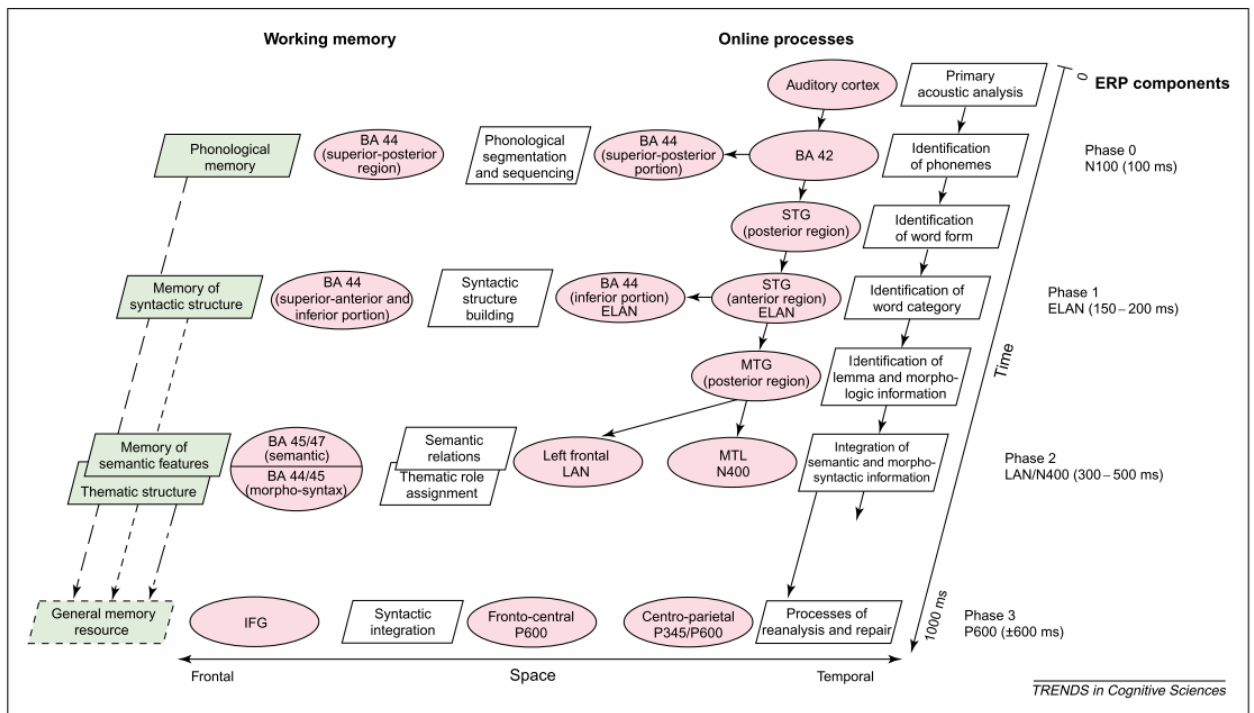 Working memory
Online processes
ERP components
0
Auditory cortex
Primary
acoustic analysis
Phonological
memory
BA 44
(superior-posterior
region)
Phonological
segmentation
and sequencing
BA 44
(superior-posterior
portion)
BA 42
Identification
of phonemes
Phase 0
N100 (100 ms)
STG
(posterior region)
Identification
of word form
Memory of
syntactic structure
BA 44
(superior-anterior and
inferior portion)
Syntactic
structure
building
BA 44
(inferior portion)
ELAN
STG
(anterior region)
ELAN
Identification of
word category
Phase 1
ELAN (150–200 ms)
Time
MTG
(posterior region)
Identification of
lemma and morpho-
logic information
Memory of
semantic features
Thematic structure
BA 45/47
(semantic)
BA 44/45
(morpho-syntax)
Semantic
relations
Thematic role
assignment
Left frontal
LAN
MTL
N400
Integration of
semantic and morpho-
syntactic information
Phase 2
LAN/N400 (300–500 ms)
General memory
resource
IFG
Syntactic
integration
Fronto-central
P600
Centro-parietal
P345/P600
Processes of
reanalysis and repair
1000 ms
Phase 3
P600 (±600 ms)
Frontal
Space
Temporal
TRENDS in Cognitive Sciences